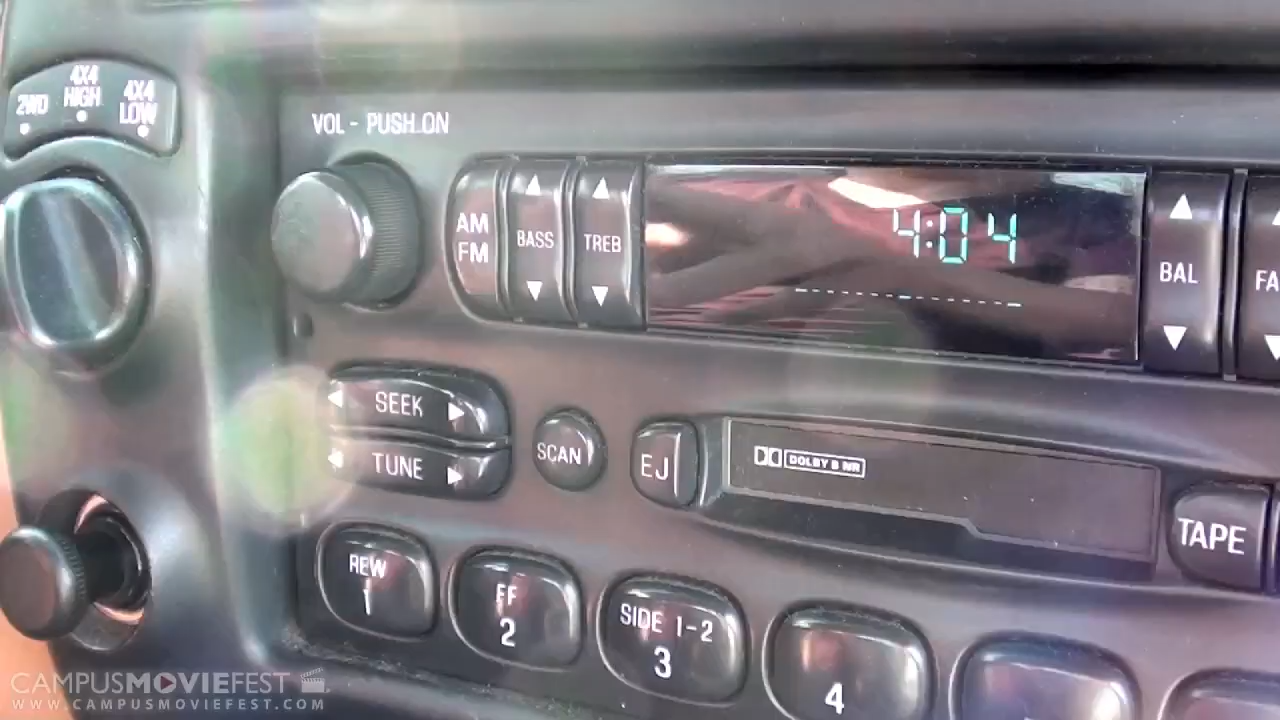 2WD
4X4 HIGH
4X4 LOW
VOL - PUSH ON
AM FM
BASS
TREB
4:04
BAL
SEEK
TUNE
SCAN
EJ
DOLBY B NR
TAPE
REW 1
FF 2
SIDE 1-2 3
4
CAMPUSMOVIEFEST
WWW.CAMPUSMOVIEFEST.COM